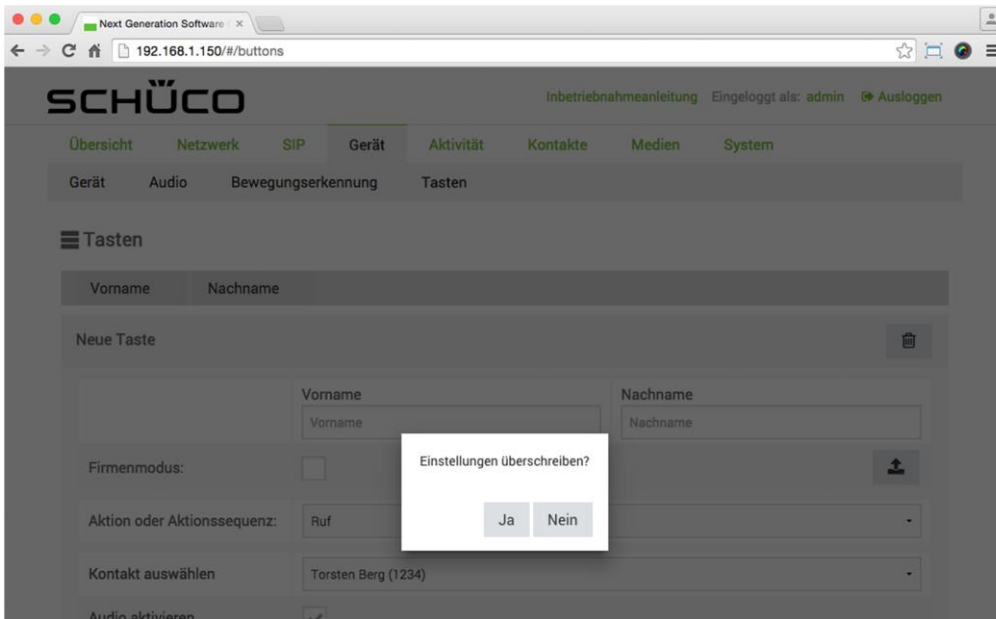 Next Generation Software
192.168.1.150/#/buttons
SCHÜCO
Inbetriebnahmeanleitung Eingeloggt als: admin Ausloggen
Übersicht Netzwerk SIP Gerät Aktivität Kontakte Medien System
Gerät Audio Bewegungserkennung Tasten
Tasten
Vorname Nachname
Neue Taste
Vorname Nachname
Vorname Nachname
Einstellungen überschreiben?
Firmenmodus:
Ja Nein
Aktion oder Aktionssequenz: Ruf
Kontakt auswählen Torsten Berg (1234)
Audio aktivieren